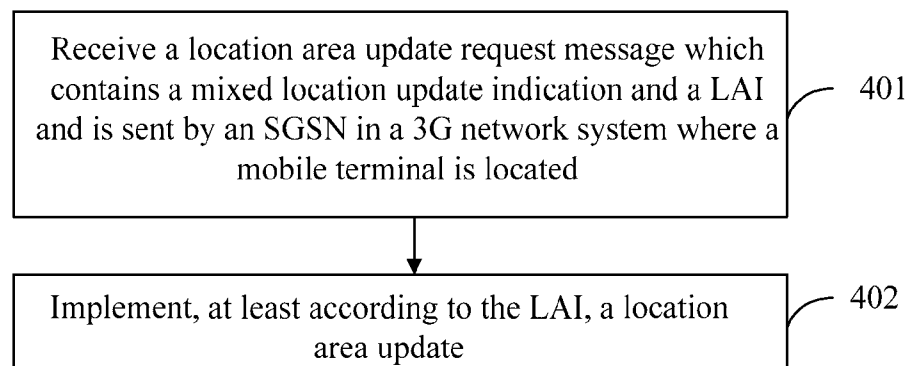 Receive a location area update request message which
contains a mixed location update indication and a LAI
and is sent by an SGSN in a 3G network system where a
mobile terminal is located
401
Implement, at least according to the LAI, a location
area update
402